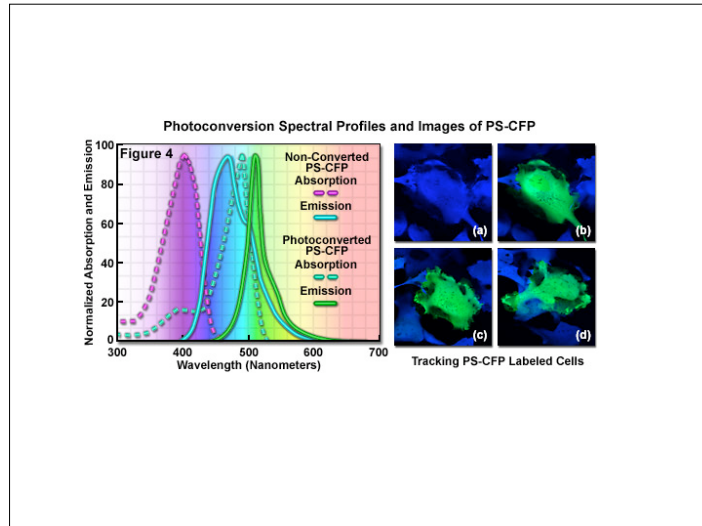 Photoconversion Spectral Profiles and Images of PS-CFP
Normalized Absorption and Emission
100
80
60
40
20
0
Figure 4
Non-Converted
PS-CFP
Absorption
Emission
Photoconverted
PS-CFP
Absorption
Emission
300 400 500 600 700
Wavelength (Nanometers)
(a)
(b)
(c)
(d)
Tracking PS-CFP Labeled Cells